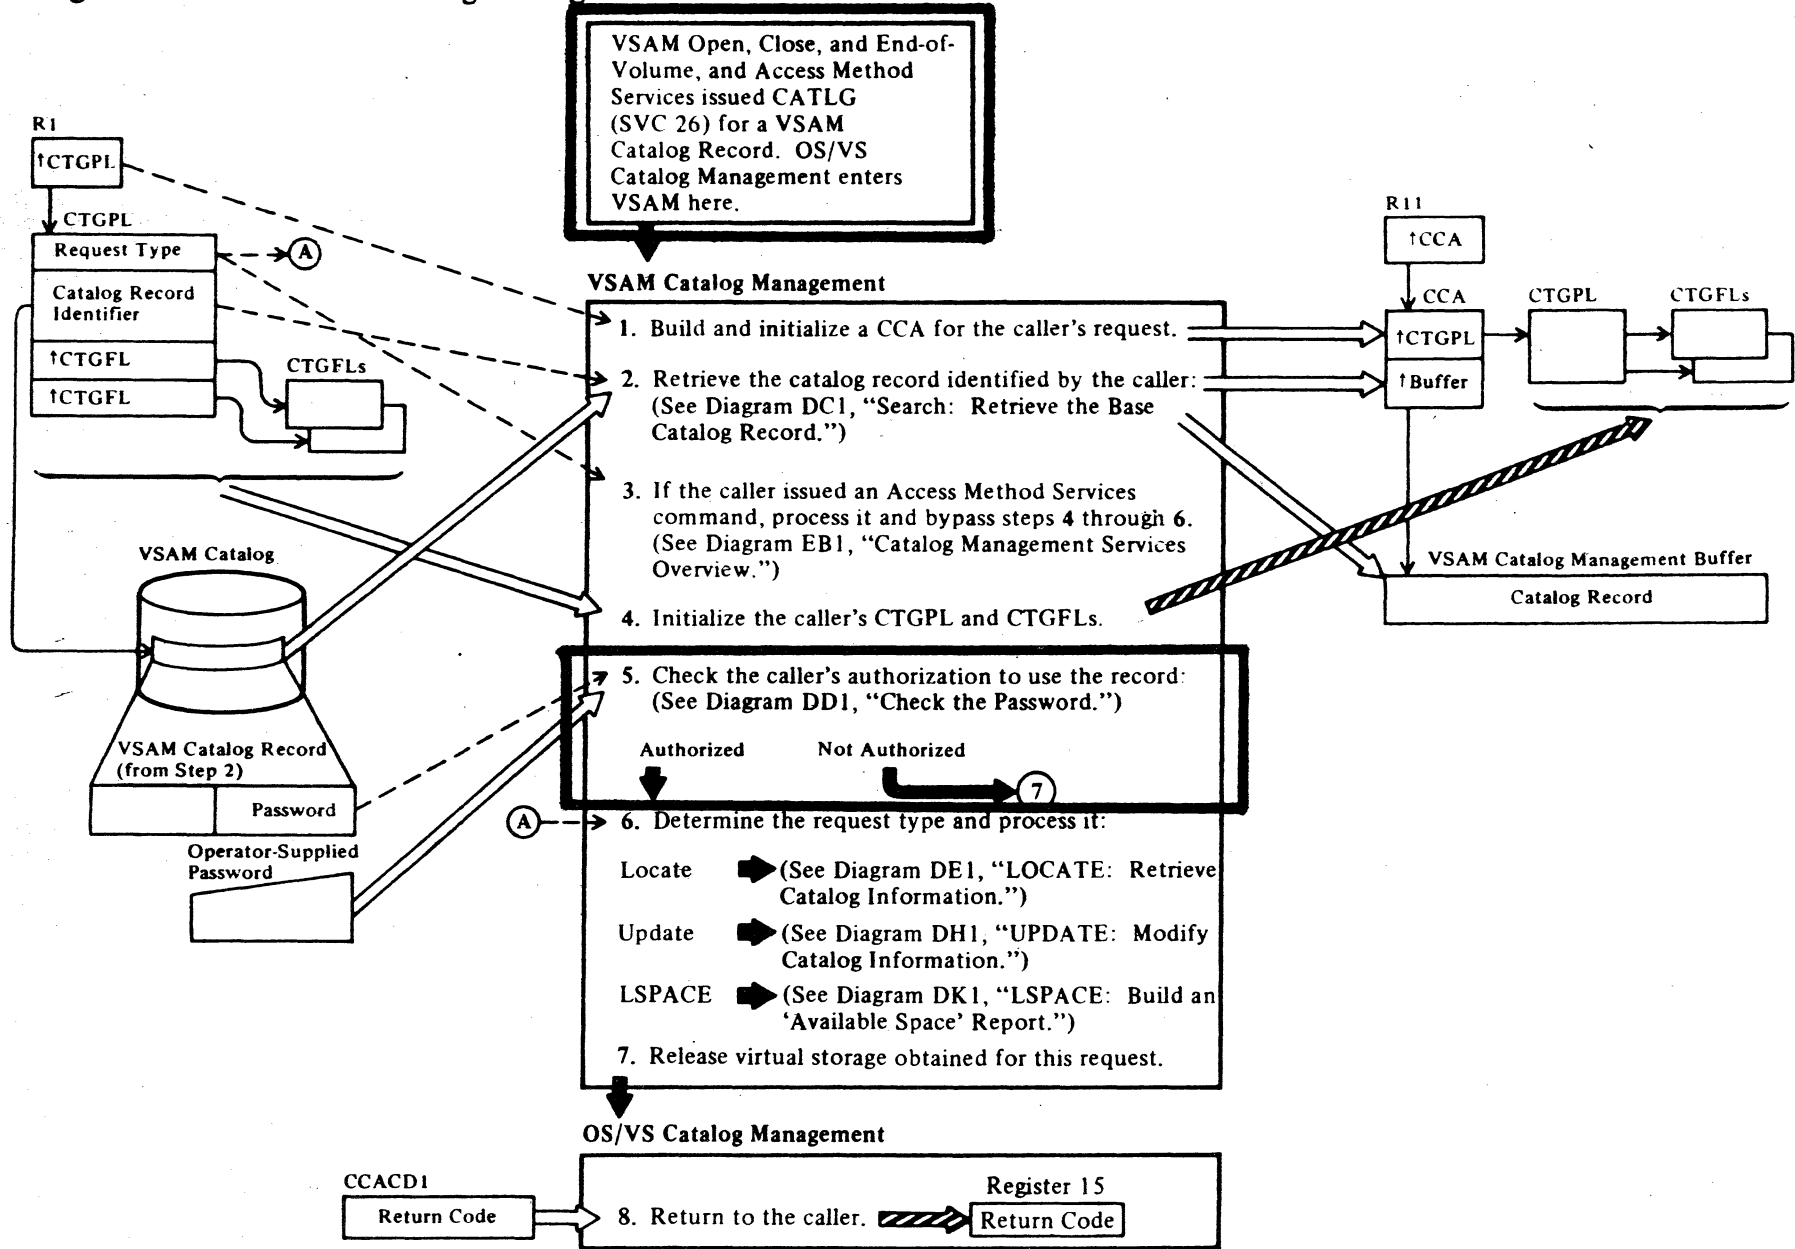 VSAM Open, Close, and End-of-
Volume, and Access Method
Services issued CATLG
(SVC 26) for a VSAM
Catalog Record. OS/VS
Catalog Management enters
VSAM here.
R1
↑CTGPL
CTGPL
Request Type
A
Catalog Record
Identifier
↑CTGFL
↑CTGFL
CTGFLs
VSAM Catalog
VSAM Catalog Record
(from Step 2)
Password
Operator-Supplied
Password
VSAM Catalog Management
1. Build and initialize a CCA for the caller's request.
2. Retrieve the catalog record identified by the caller:
(See Diagram DC1, “Search: Retrieve the Base
Catalog Record.”)
3. If the caller issued an Access Method Services
command, process it and bypass steps 4 through 6.
(See Diagram EB1, “Catalog Management Services
Overview.”)
4. Initialize the caller's CTGPL and CTGFLs.
5. Check the caller's authorization to use the record:
(See Diagram DD1, “Check the Password.”)
Authorized Not Authorized
7
A
6. Determine the request type and process it:
Locate (See Diagram DE1, “LOCATE: Retrieve
Catalog Information.”)
Update (See Diagram DH1, “UPDATE: Modify
Catalog Information.”)
LSPACE (See Diagram DK1, “LSPACE: Build an
‘Available Space’ Report.”)
7. Release virtual storage obtained for this request.
R11
↑CCA
CCA
↑CTGPL
↑Buffer
CTGPL
CTGFLs
VSAM Catalog Management Buffer
Catalog Record
OS/VS Catalog Management
CCACD1
Return Code
8. Return to the caller.
Register 15
Return Code